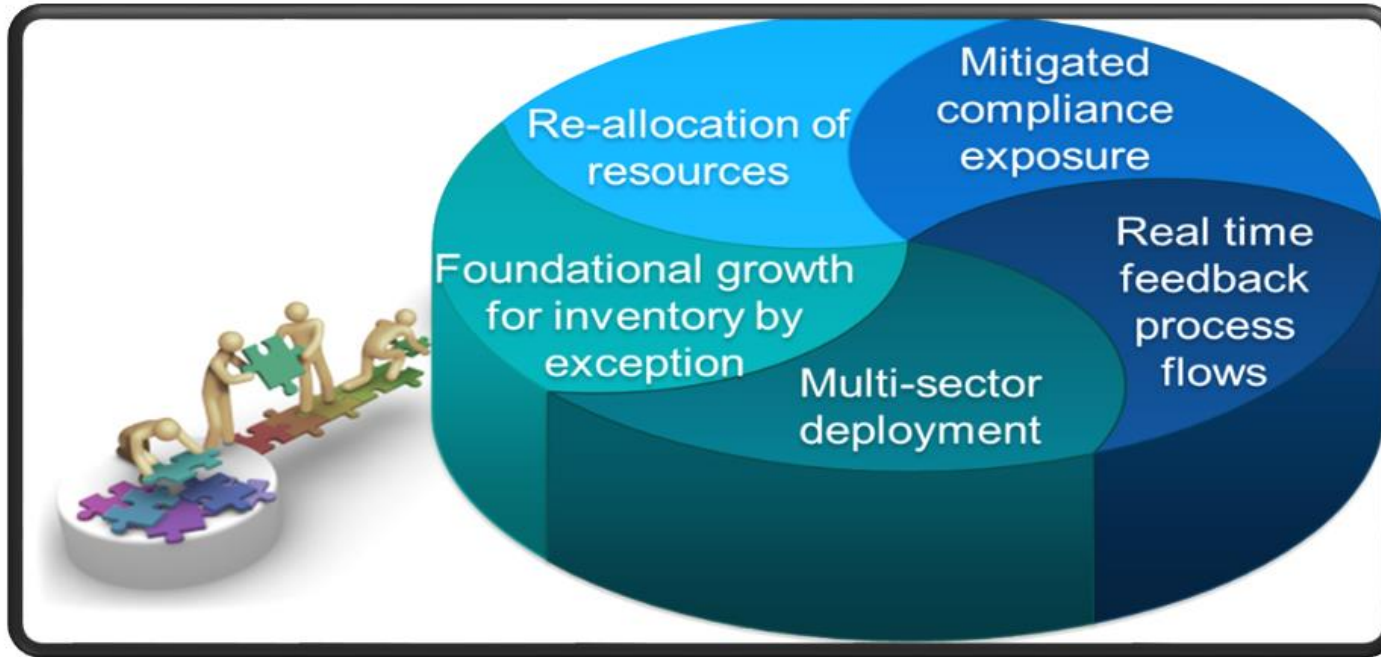 Re-allocation of
resources
Mitigated
compliance
exposure
Real time
feedback
process
flows
Multi-sector
deployment
Foundational growth
for inventory by
exception